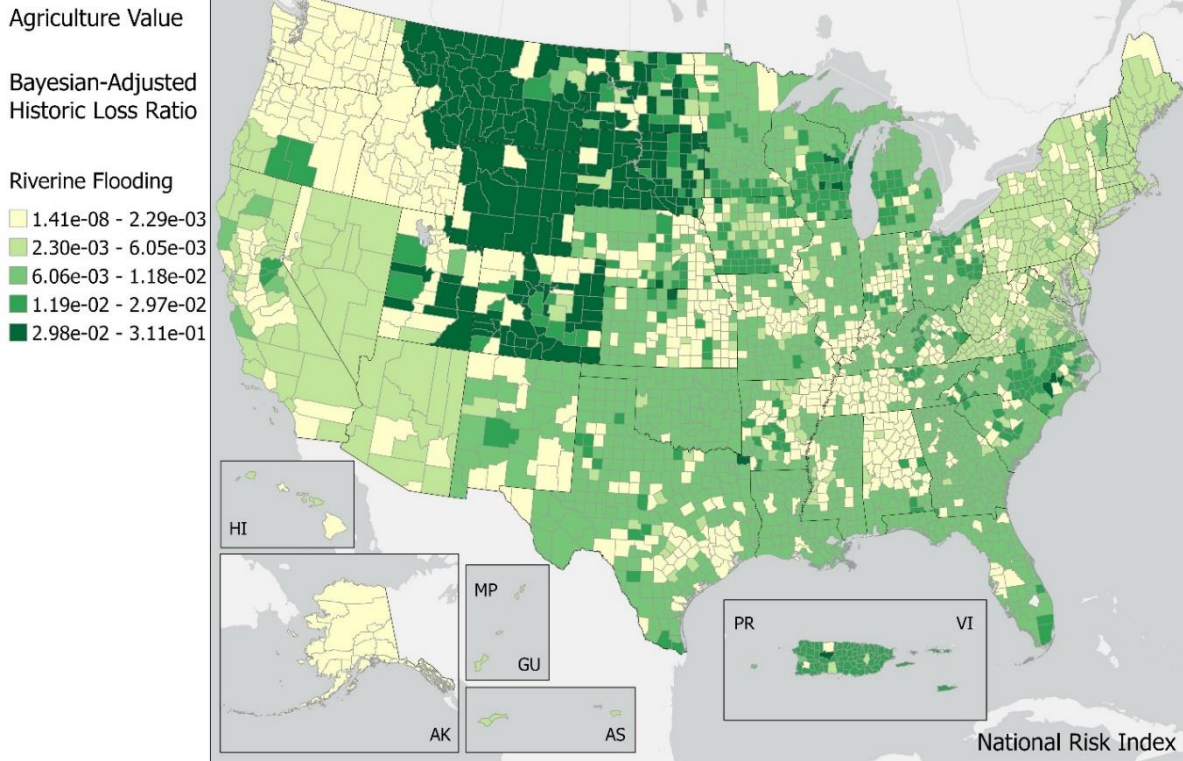 Agriculture Value
Bayesian-Adjusted
Historic Loss Ratio
Riverine Flooding
1.41e-08 - 2.29e-03
2.30e-03 - 6.05e-03
6.06e-03 - 1.18e-02
1.19e-02 - 2.97e-02
2.98e-02 - 3.11e-01
HI
AK
MP
GU
AS
PR
VI
National Risk Index